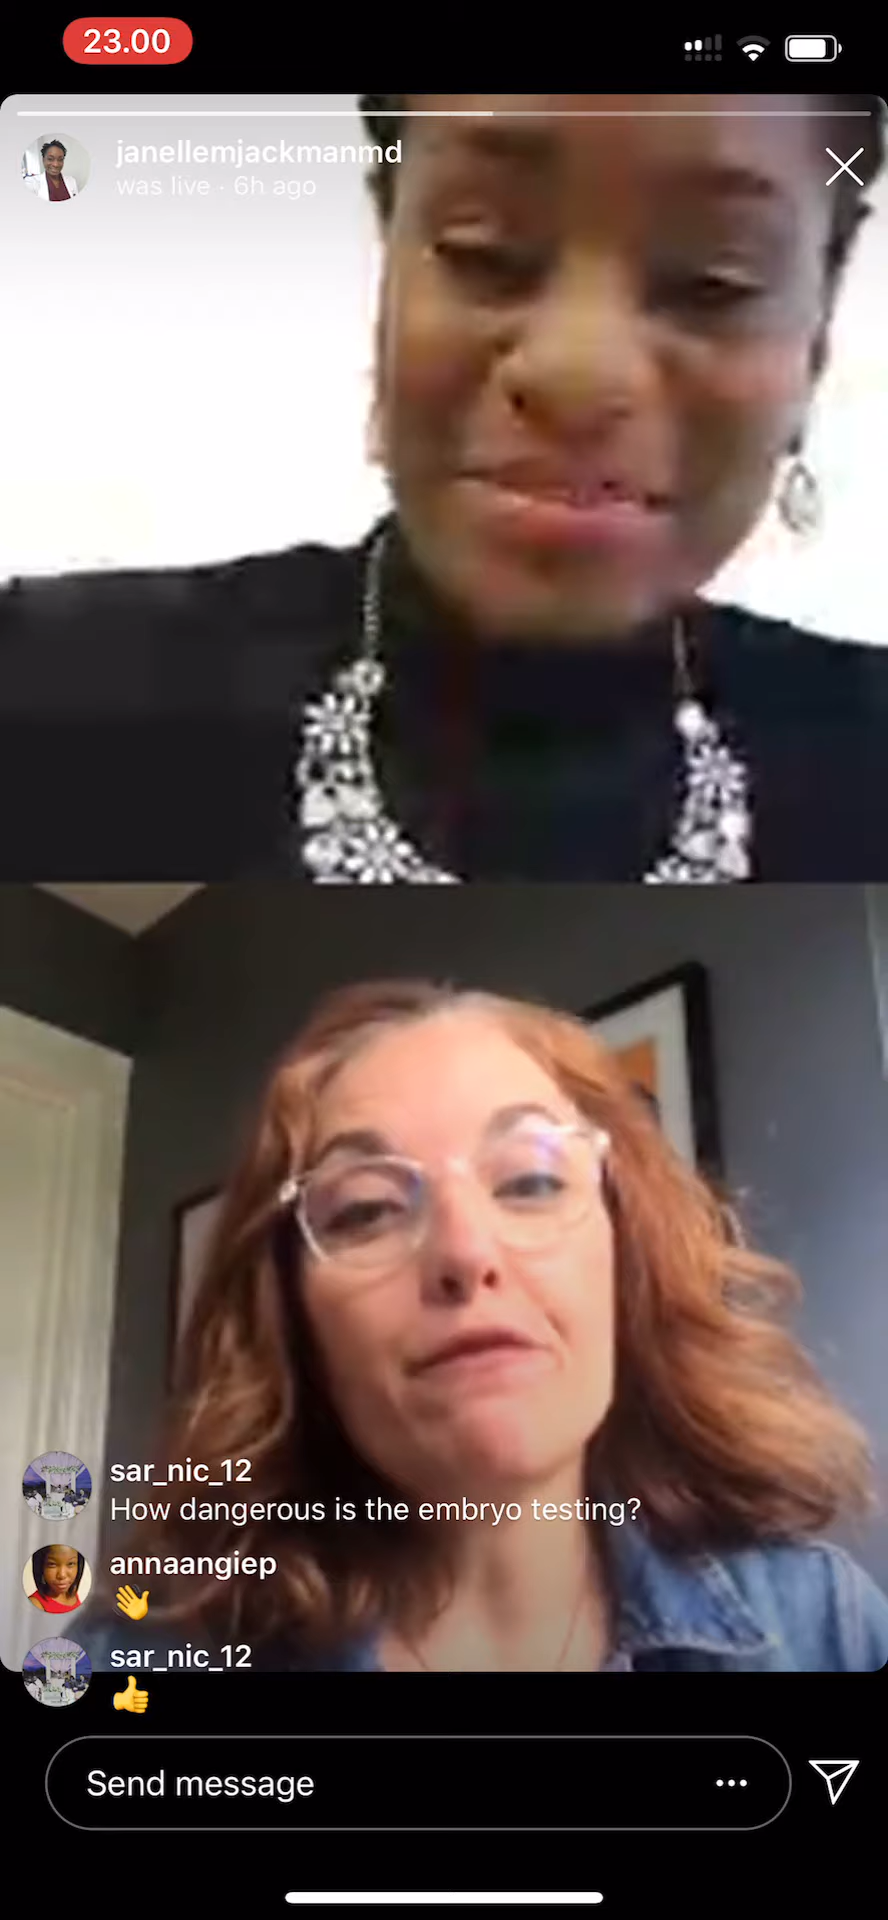 23.00
janellemjackmanmd
was live · 6h ago
sar_nic_12
How dangerous is the embryo testing?
annaangiep
👋
sar_nic_12
👍
Send message